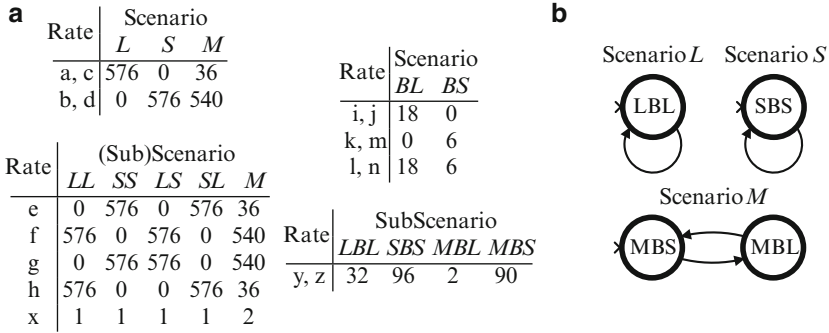 a
Scenario
Rate L S M
a, c 576 0 36
b, d 0 576 540
(Sub)Scenario
Rate LL SS LS SL M
e 0 576 0 576 36
f 576 0 576 0 540
g 0 576 576 0 540
h 576 0 0 576 36
x 1 1 1 1 2
Scenario
Rate BL BS
i, j 18 0
k, m 0 6
l, n 18 6
SubScenario
Rate LBL SBS MBL MBS
y, z 32 96 2 90
b
Scenario L Scenario S
LBL SBS
Scenario M
MBS MBL